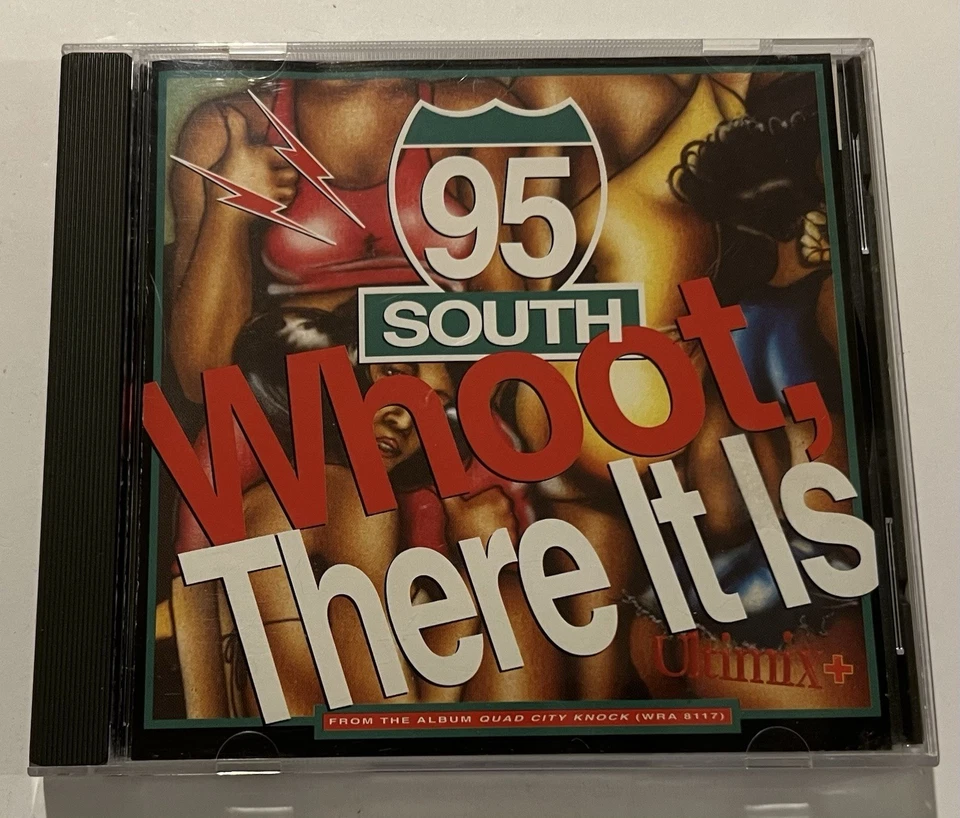 95
SOUTH
Whoot,
There It Is
Ultimix+
FROM THE ALBUM QUAD CITY KNOCK (WRA 8117)